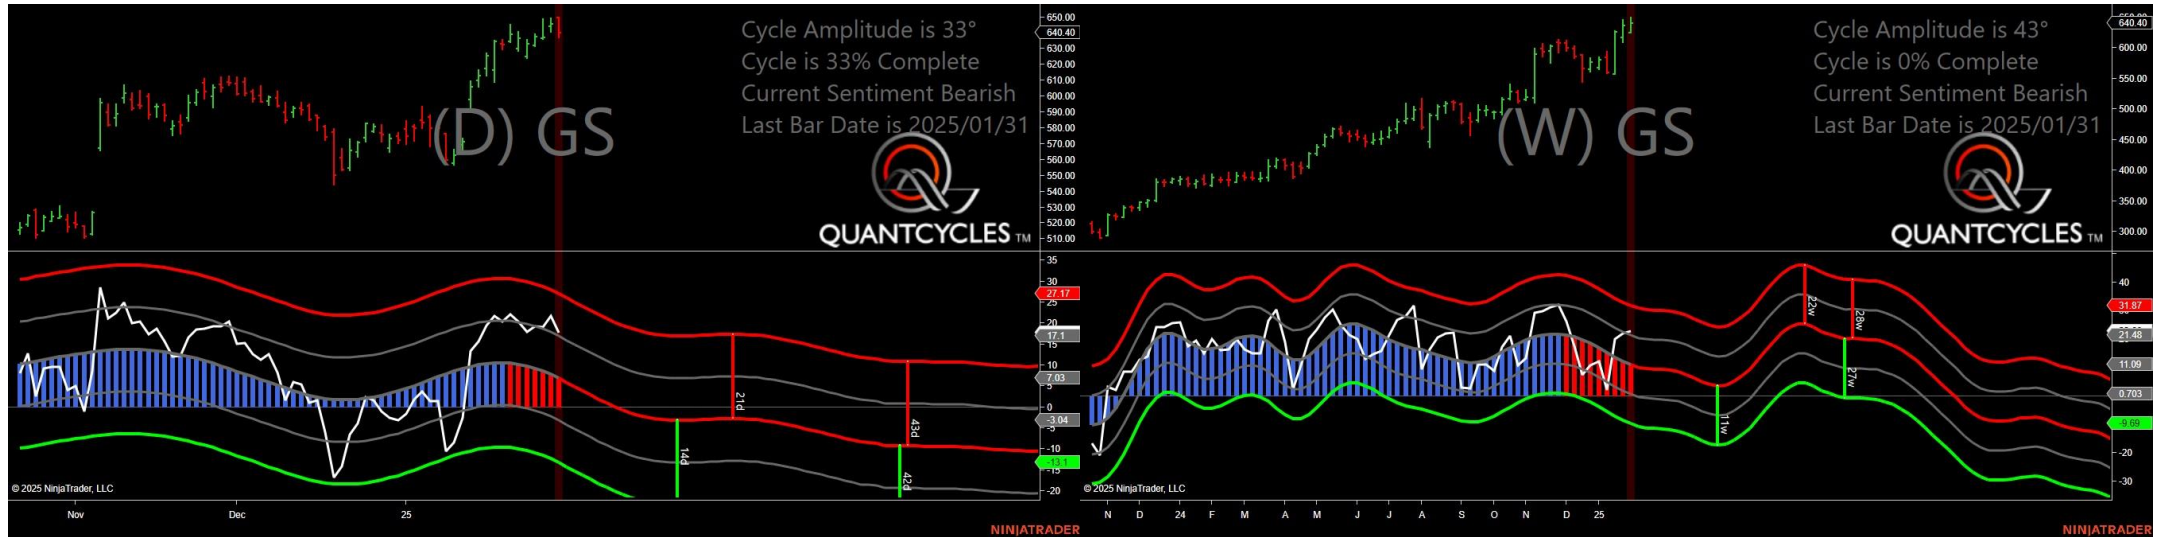 Cycle Amplitude is 33°
Cycle is 33% Complete
Current Sentiment Bearish
Last Bar Date is 2025/01/31
(D) GS
QUANTCYCLES TM
650.00
640.40
630.00
620.00
610.00
600.00
590.00
580.00
570.00
560.00
550.00
540.00
530.00
520.00
510.00
35
30
27.17
25
20
17.1
15
10
7.03
5
0
-3.04
-5
-10
-13.1
-15
-20
14d
21d
42d
43d
© 2025 NinjaTrader, LLC
Nov
Dec
25
NINJATRADER
Cycle Amplitude is 43°
Cycle is 0% Complete
Current Sentiment Bearish
Last Bar Date is 2025/01/31
(W) GS
QUANTCYCLES TM
650.00
640.40
600.00
550.00
500.00
450.00
400.00
350.00
300.00
40
31.87
21.48
11.09
0.703
-9.69
-20
-30
11w
22w
27w
28w
© 2025 NinjaTrader, LLC
N D 24 F M A M J J A S O N D 25
NINJATRADER